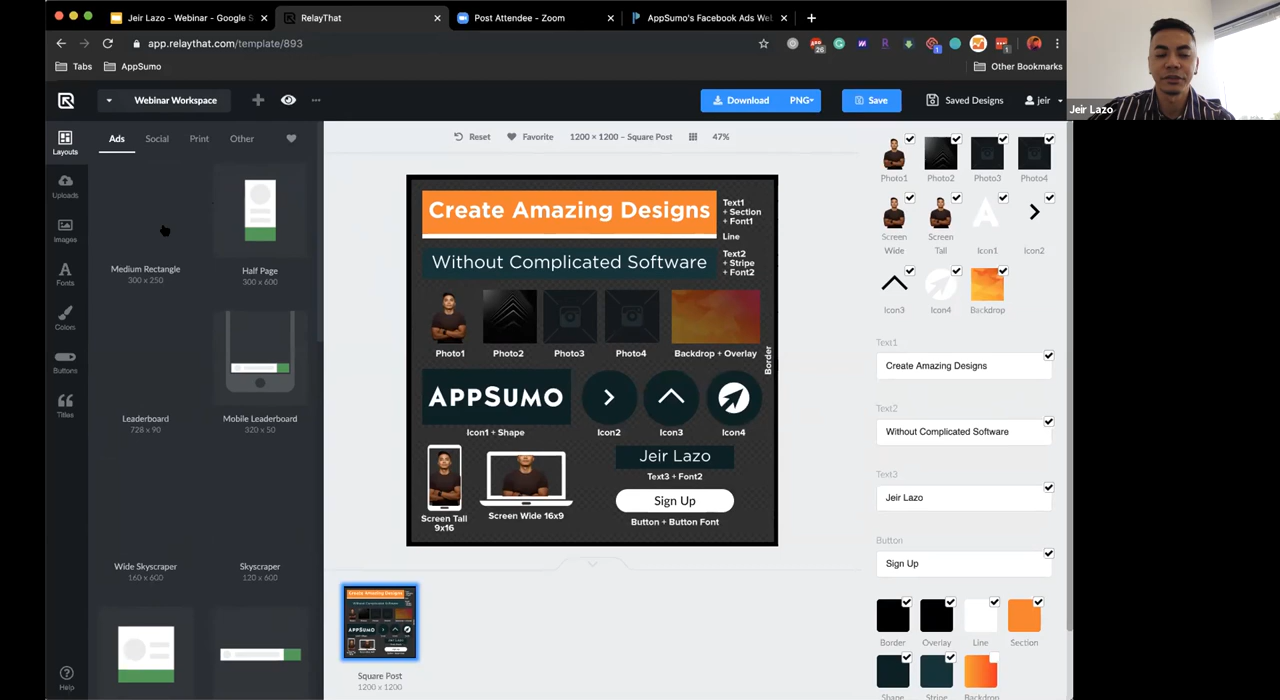 Jeir Lazo - Webinar - Google S
RelayThat
Post Attendee - Zoom
AppSumo's Facebook Ads We
app.relaythat.com/template/893
Tabs
AppSumo
Other Bookmarks
Jeir Lazo
Webinar Workspace
Download
PNG
Save
Saved Designs
jeir
Layouts
Uploads
Images
Fonts
Colors
Buttons
Titles
Help
Ads
Social
Print
Other
Medium Rectangle
300 x 250
Half Page
300 x 600
Leaderboard
728 x 90
Mobile Leaderboard
320 x 50
Wide Skyscraper
160 x 600
Skyscraper
120 x 600
Reset
Favorite
1200 × 1200 – Square Post
47%
Create Amazing Designs
Text1
+ Section
+ Font1
Line
Without Complicated Software
Text2
+ Stripe
+ Font2
Photo1
Photo2
Photo3
Photo4
Backdrop + Overlay
Border
APPSUMO
Icon1 + Shape
Icon2
Icon3
Icon4
Screen Tall
9x16
Screen Wide 16x9
Jeir Lazo
Text3 + Font2
Sign Up
Button + Button Font
Square Post
1200 × 1200
Photo1
Photo2
Photo3
Photo4
Screen
Wide
Screen
Tall
Icon1
Icon2
Icon3
Icon4
Backdrop
Text1
Create Amazing Designs
Text2
Without Complicated Software
Text3
Jeir Lazo
Button
Sign Up
Border
Overlay
Line
Section
Shape
Stripe
Backdrop